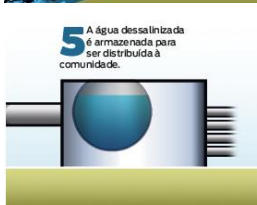 5 A água dessalinizada
é armazenada para
ser distribuída à
comunidade.